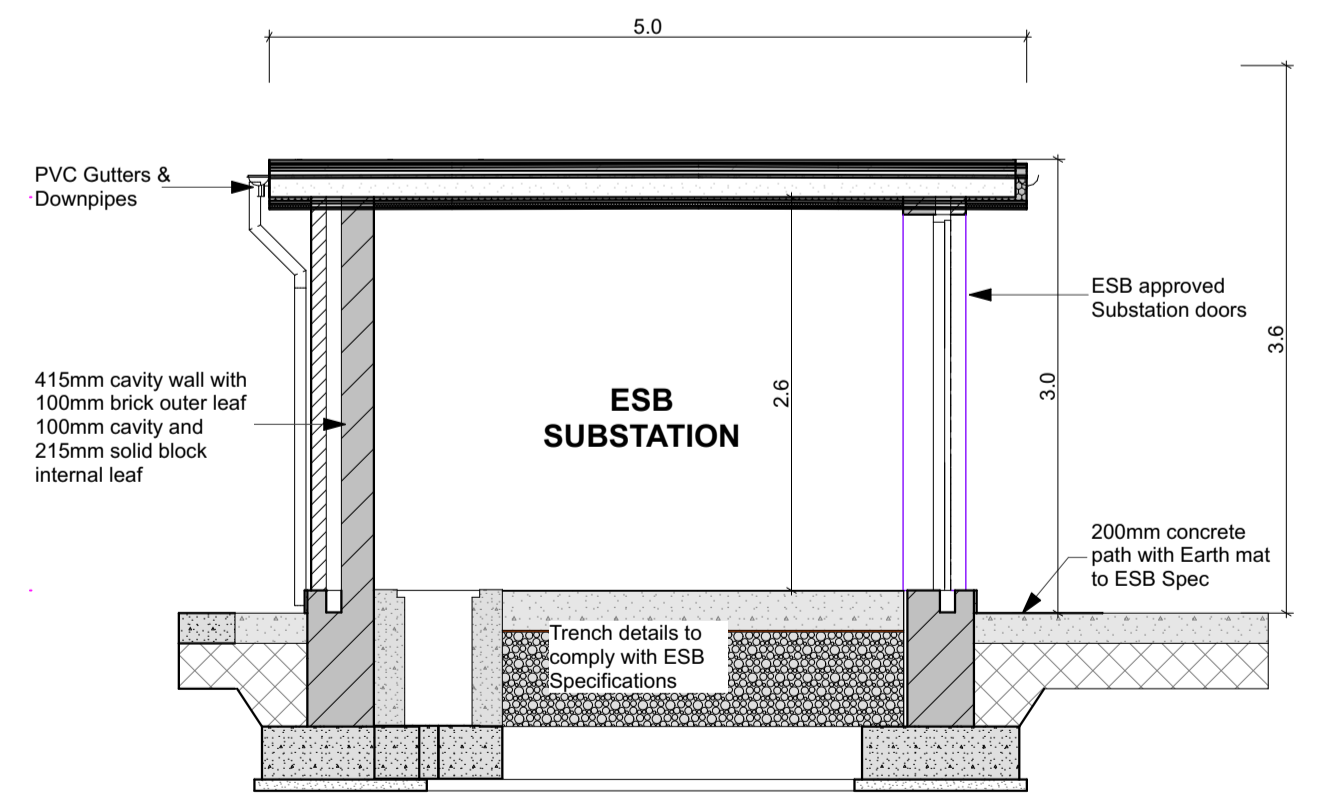 5.0
PVC Gutters &
Downpipes
ESB approved
Substation doors
3.6
415mm cavity wall with
100mm brick outer leaf
100mm cavity and
215mm solid block
internal leaf
ESB
SUBSTATION
2.6
3.0
200mm concrete
path with Earth mat
to ESB Spec
Trench details to
comply with ESB
Specifications